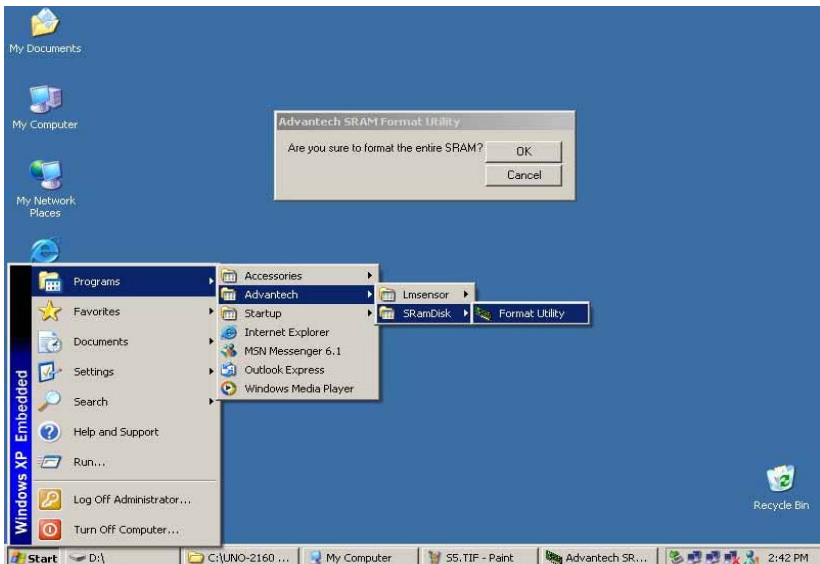 My Documents
My Computer
My Network
Places
Advantech SRAM Format Utility
Are you sure to format the entire SRAM?
OK
Cancel
Windows XP Embedded
Programs
Favorites
Documents
Settings
Search
Help and Support
Run...
Log Off Administrator...
Turn Off Computer...
Accessories
Advantech
Startup
Internet Explorer
MSN Messenger 6.1
Outlook Express
Windows Media Player
Lmsensor
SRamDisk
Format Utility
Recycle Bin
Start
D:\
C:\UNO-2160 ...
My Computer
S5.TIF - Paint
Advantech SR...
2:42 PM